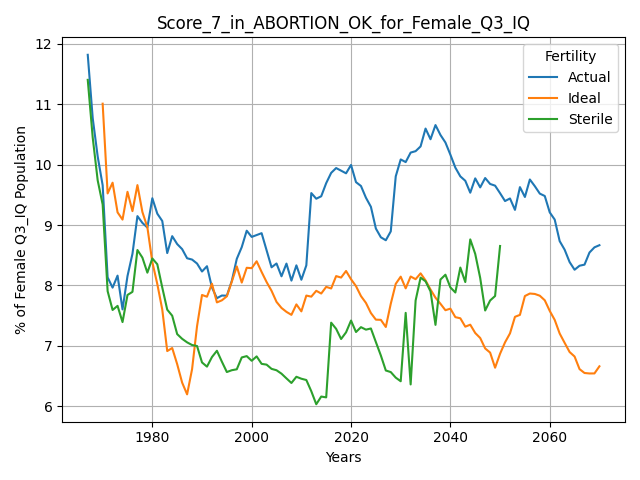 Score_7_in_ABORTION_OK_for_Female_Q3_IQ
% of Female Q3_IQ Population
12
11
10
9
8
7
6
Fertility
Actual
Ideal
Sterile
1980
2000
2020
2040
2060
Years